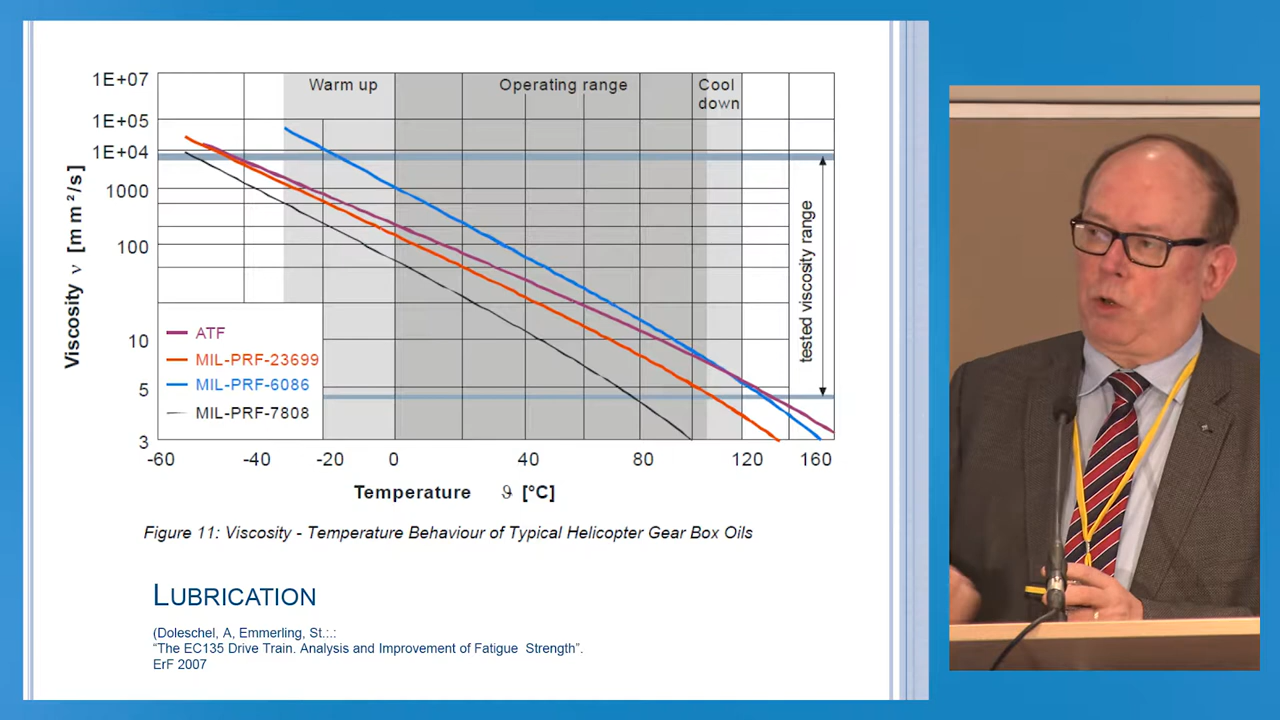 Warm up
Operating range
Cool
down
1E+07
1E+05
1E+04
1000
100
10
5
3
Viscosity ν [m m²/s]
tested viscosity range
ATF
MIL-PRF-23699
MIL-PRF-6086
MIL-PRF-7808
-60 -40 -20 0 40 80 120 160
Temperature ϑ [°C]
Figure 11: Viscosity - Temperature Behaviour of Typical Helicopter Gear Box Oils
LUBRICATION
(Doleschel, A, Emmerling, St.:.:
“The EC135 Drive Train. Analysis and Improvement of Fatigue Strength”.
ErF 2007